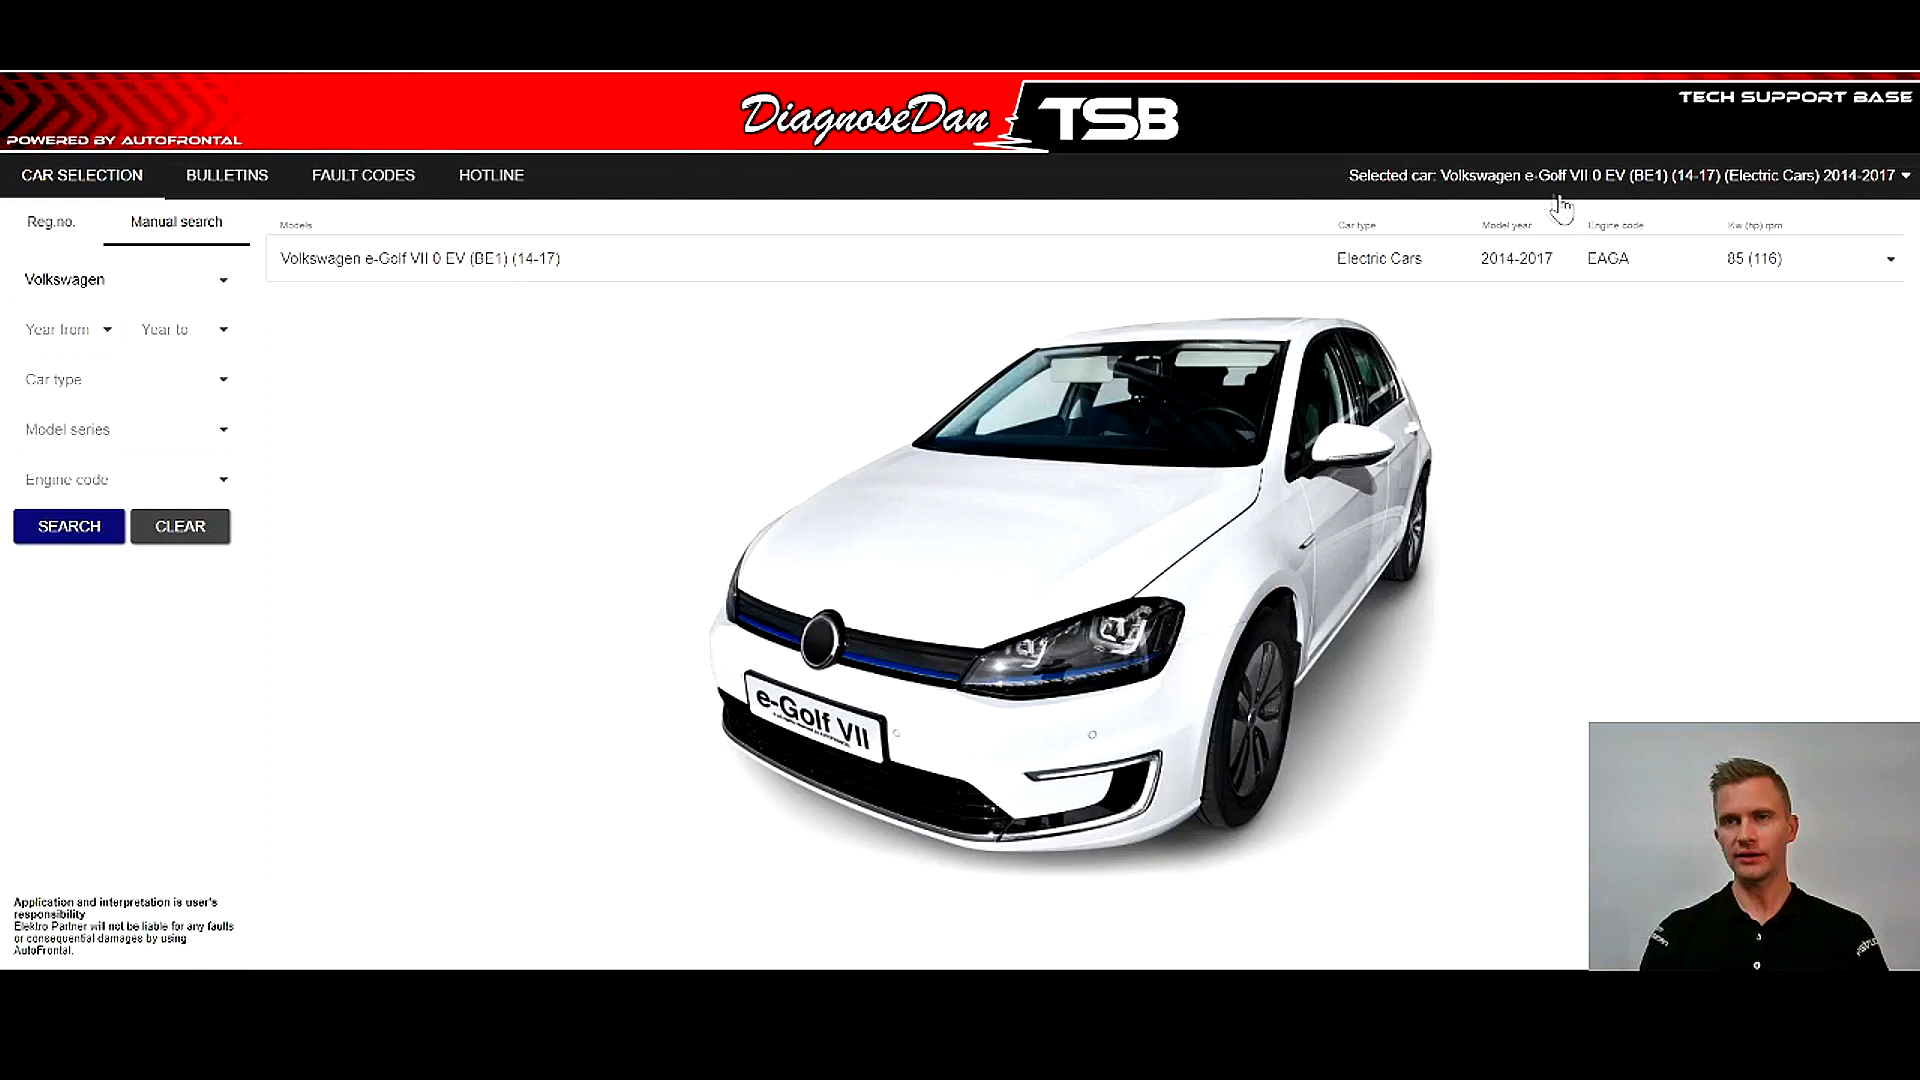 POWERED BY AUTOFRONTAL
DiagnoseDan TSB
TECH SUPPORT BASE
CAR SELECTION BULLETINS FAULT CODES HOTLINE
Selected car: Volkswagen e-Golf VII 0 EV (BE1) (14-17) (Electric Cars) 2014-2017
Reg.no. Manual search
Models Car type Model year Engine code Kw (hp) rpm
Volkswagen e-Golf VII 0 EV (BE1) (14-17) Electric Cars 2014-2017 EAGA 85 (116)
Volkswagen
Year from Year to
Car type
Model series
Engine code
SEARCH CLEAR
e-Golf VII
Application and interpretation is user's
responsibility
Elektro Partner will not be liable for any faults
or consequential damages by using
AutoFrontal.